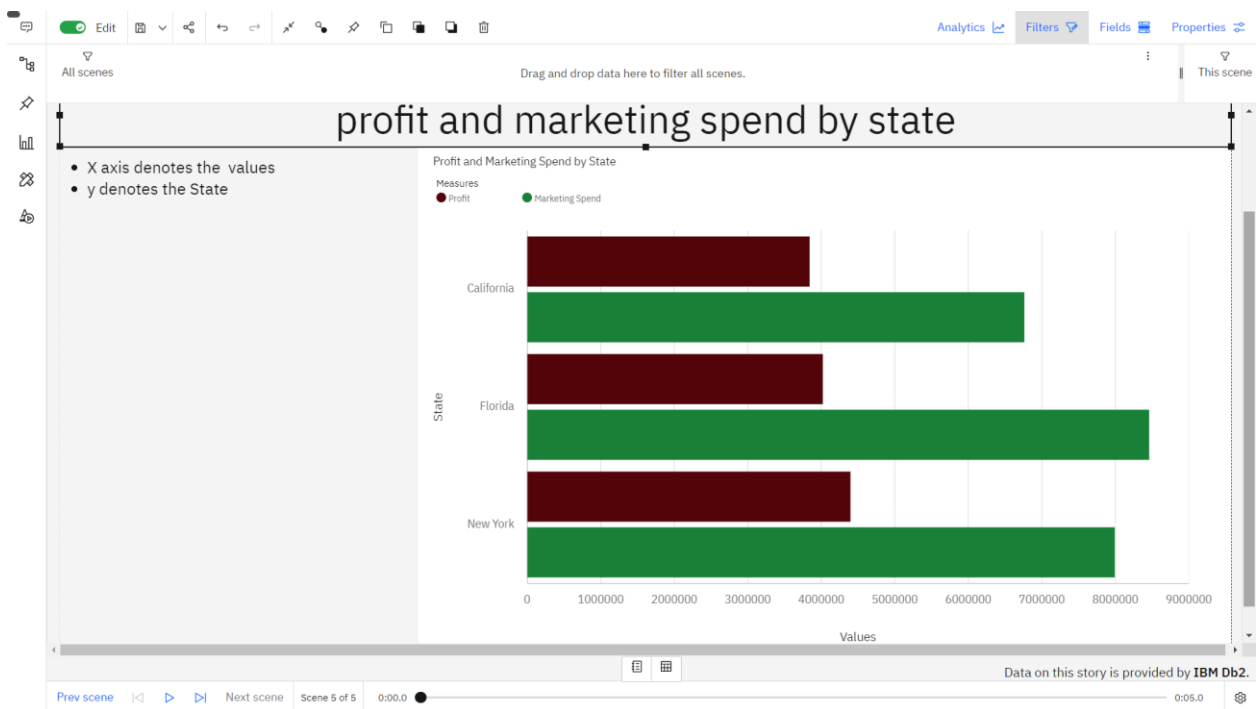 Edit
Analytics
Filters
Fields
Properties
All scenes
Drag and drop data here to filter all scenes.
This scene
profit and marketing spend by state
• X axis denotes the  values
• y denotes the State
Profit and Marketing Spend by State
Measures
Profit
Marketing Spend
California
Florida
New York
State
0 1000000 2000000 3000000 4000000 5000000 6000000 7000000 8000000 9000000
Values
Data on this story is provided by IBM Db2.
Prev scene
Next scene
Scene 5 of 5
0:00.0
0:05.0